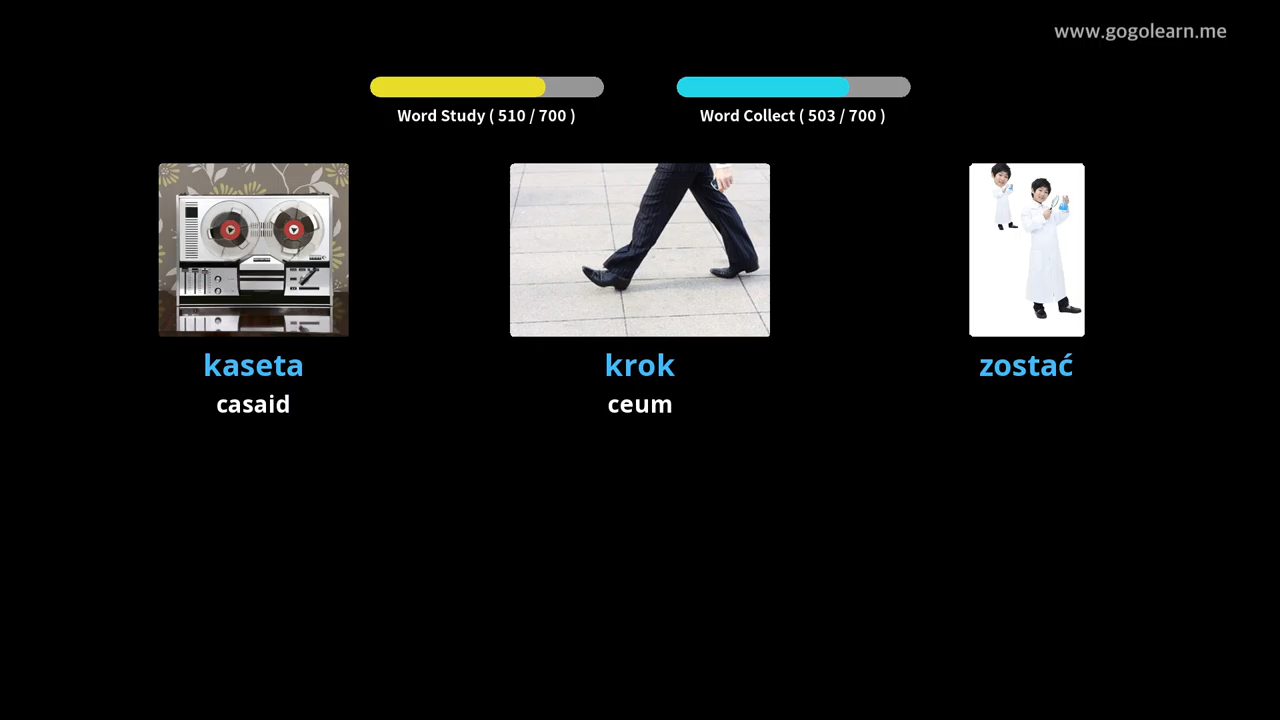 www.gogolearn.me
Word Study ( 510 / 700 )
Word Collect ( 503 / 700 )
kaseta
casaid
krok
ceum
zostać